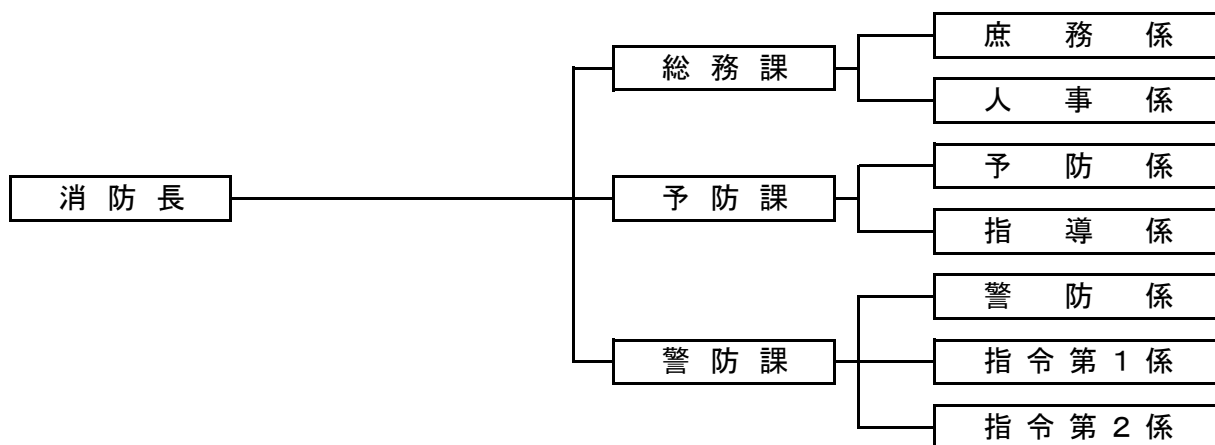 消防長
総務課
庶務係
人事係
予防課
予防係
指導係
警防課
警防係
指令第1係
指令第2係